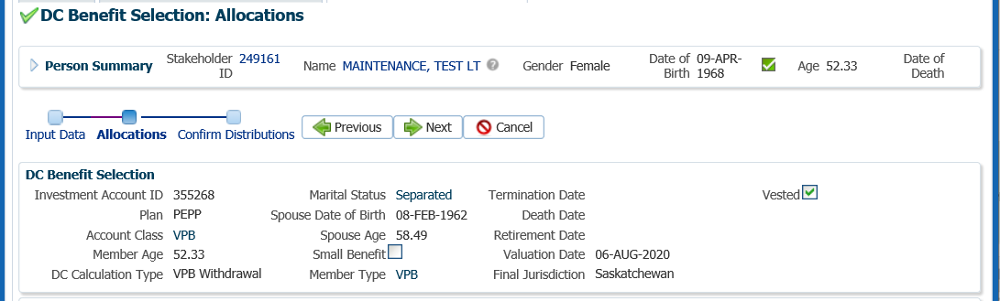 DC Benefit Selection: Allocations
Person Summary Stakeholder ID 249161 Name MAINTENANCE, TEST LT Gender Female Date of Birth 09-APR-1968 Age 52.33 Date of Death
Input Data Allocations Confirm Distributions Previous Next Cancel
DC Benefit Selection
Investment Account ID 355268 Marital Status Separated Termination Date Vested
Plan PEPP Spouse Date of Birth 08-FEB-1962 Death Date
Account Class VPB Spouse Age 58.49 Retirement Date
Member Age 52.33 Small Benefit Valuation Date 06-AUG-2020
DC Calculation Type VPB Withdrawal Member Type VPB Final Jurisdiction Saskatchewan